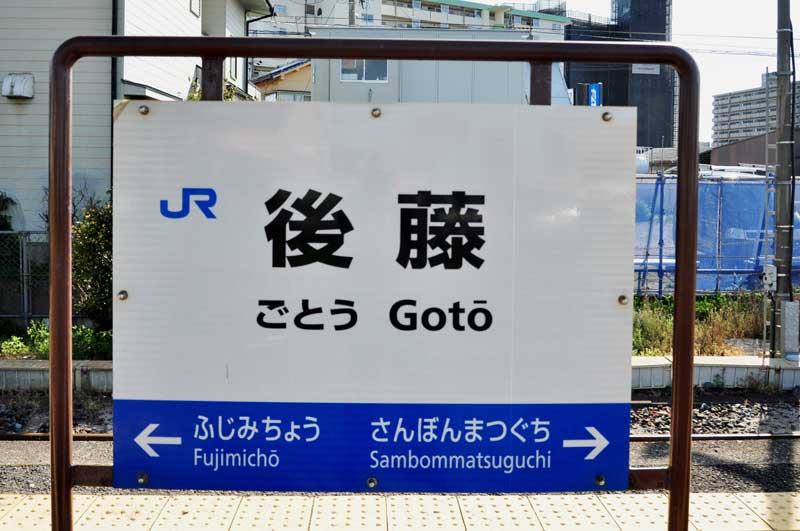 JR
後藤
ごとう Gotō
← ふじみちょう
Fujimichō
さんぼんまつぐち →
Sambommatsuguchi